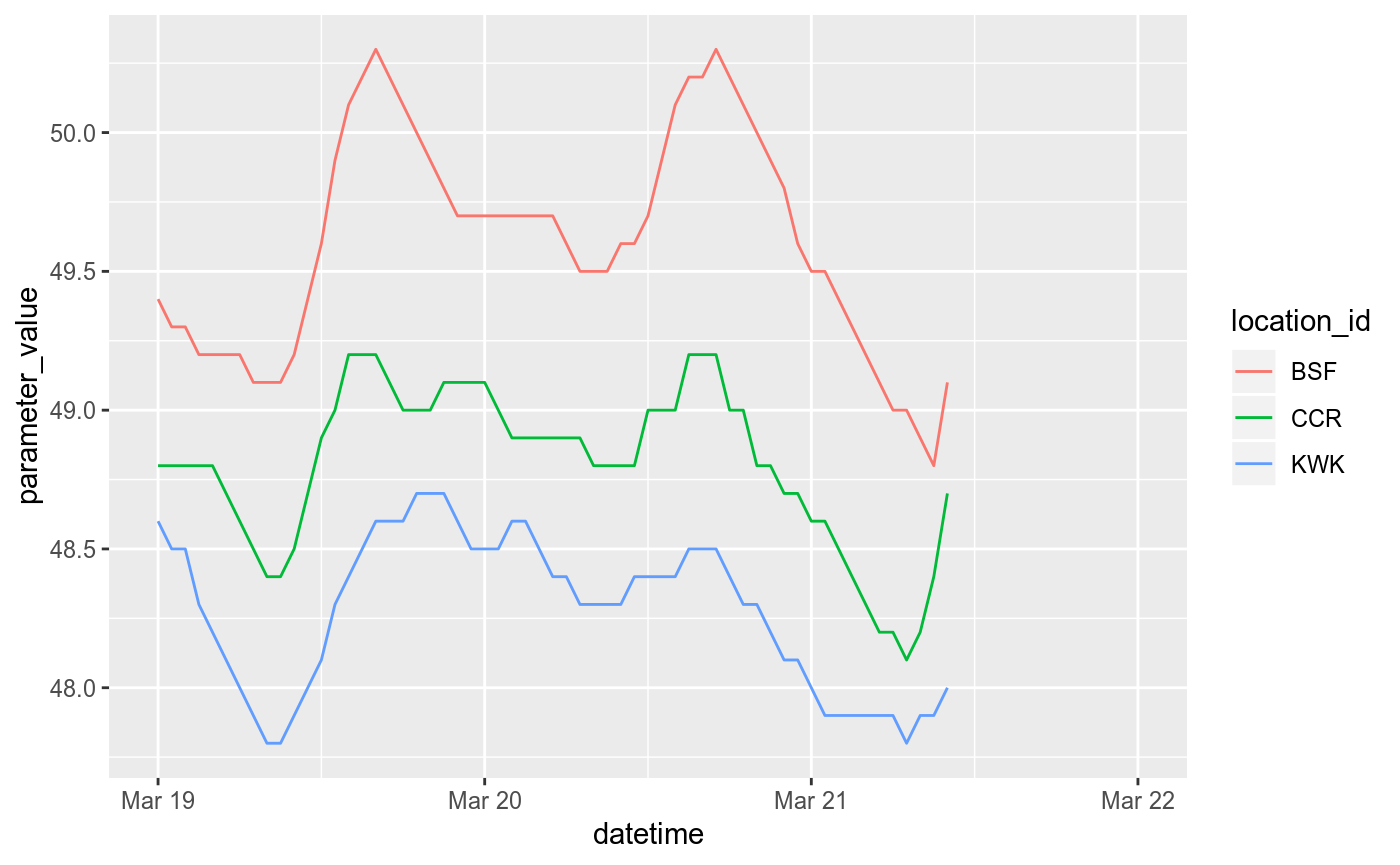 parameter_value
50.0
49.5
49.0
48.5
48.0
Mar 19
Mar 20
Mar 21
Mar 22
datetime
location_id
BSF
CCR
KWK